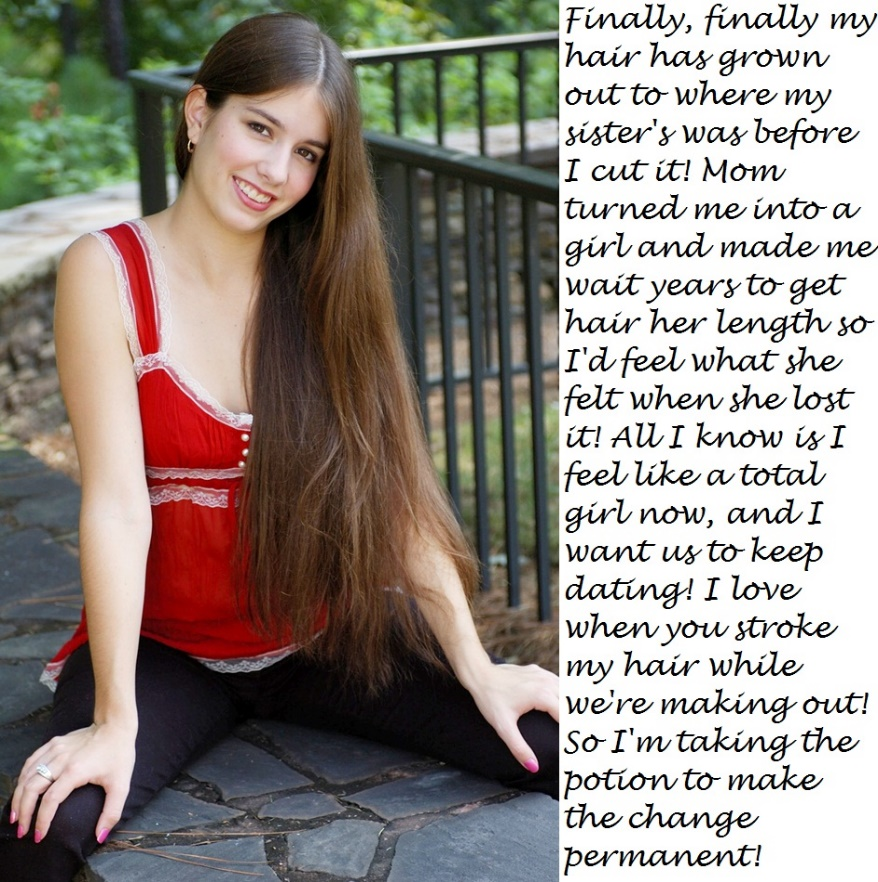 Finally, finally my
hair has grown
out to where my
sister's was before
I cut it! Mom
turned me into a
girl and made me
wait years to get
hair her length so
I'd feel what she
felt when she lost
it! All I know is I
feel like a total
girl now, and I
want us to keep
dating! I love
when you stroke
my hair while
we're making out!
So I'm taking the
potion to make
the change
permanent!